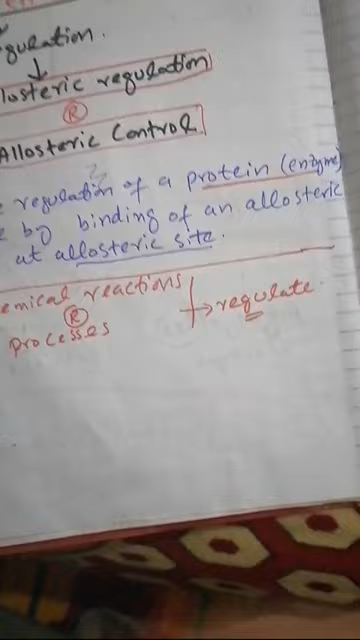 gulation.
↓
losteric regulation
(R)
Allosteric Control
regulation of a protein (enzyme)
by binding of an allosteric
at allosteric site.
emical reactions
(R) → regulate.
processes